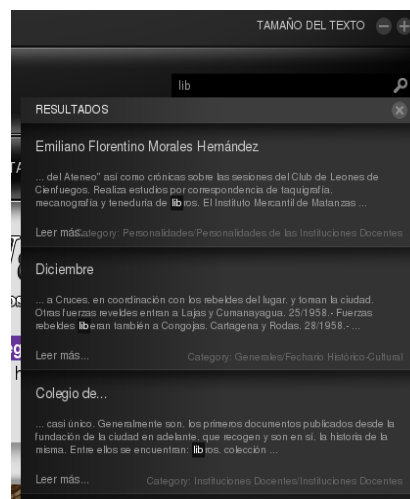 TAMAÑO DEL TEXTO
lib
RESULTADOS
Emiliano Florentino Morales Hernández
... del Ateneo" así como crónicas sobre las sesiones del Club de Leones de
Cienfuegos. Realiza estudios por correspondencia de taquigrafía,
mecanografía y teneduría de libros. El Instituto Mercantil de Matanzas ...
Leer más... Category: Personalidades/Personalidades de las Instituciones Docentes
Diciembre
... a Cruces, en coordinación con los rebeldes del lugar, y toman la ciudad.
Otras fuerzas reveldes entran a Lajas y Cumanayagua. 25/1958.- Fuerzas
rebeldes liberan también a Congojas, Cartagena y Rodas. 28/1958.- ...
Leer más... Category: Generales/Fechario Histórico-Cultural
Colegio de...
... casi único. Generalmente son, los primeros documentos publicados desde la
fundación de la ciudad en adelante, que recogen y son en sí, la historia de la
misma. Entre ellos se encuentran: libros, colección ...
Leer más... Category: Instituciones Docentes/Instituciones Docentes